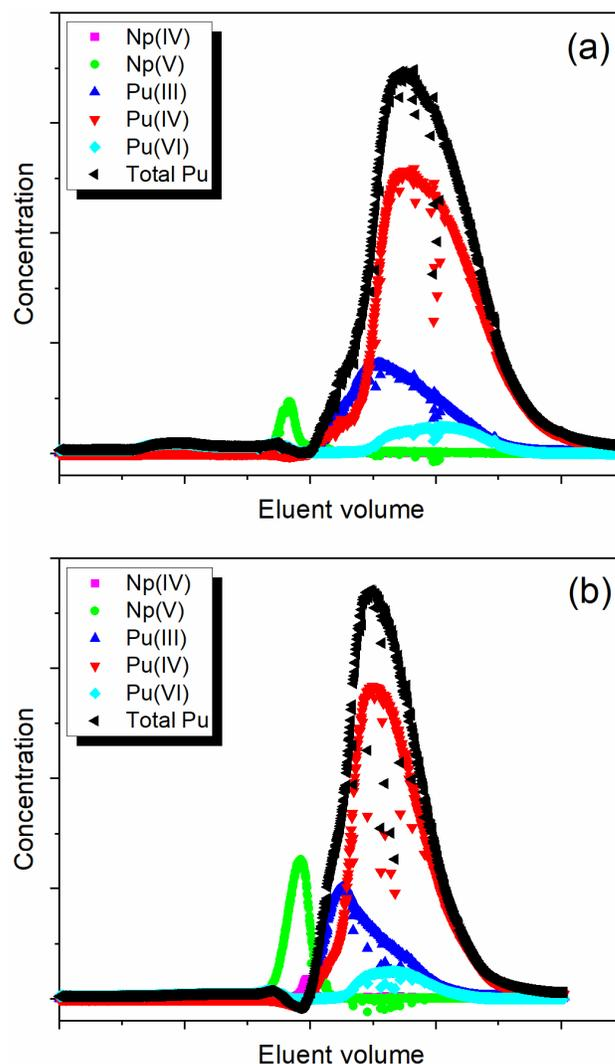 (a)
Np(IV)
Np(V)
Pu(III)
Pu(IV)
Pu(VI)
Total Pu
Concentration
Eluent volume
(b)
Np(IV)
Np(V)
Pu(III)
Pu(IV)
Pu(VI)
Total Pu
Concentration
Eluent volume